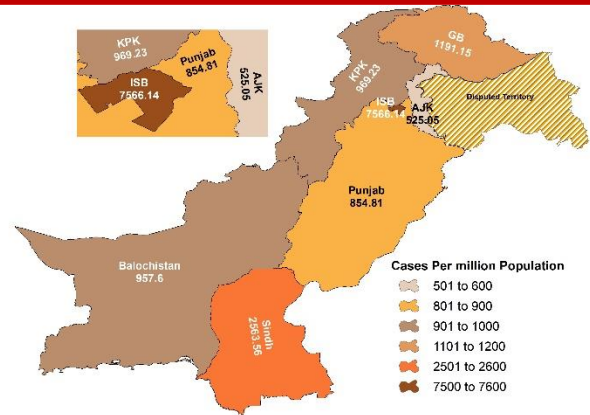 KPK
969.23
Punjab
854.81
ISB
7566.14
AJK
525.05
GB
1191.15
KPK
969.23
ISB
7566.14
AJK
525.05
Disputed Territory
Punjab
854.81
Balochistan
957.6
Sindh
2563.56
Cases Per million Population
501 to 600
801 to 900
901 to 1000
1101 to 1200
2501 to 2600
7500 to 7600